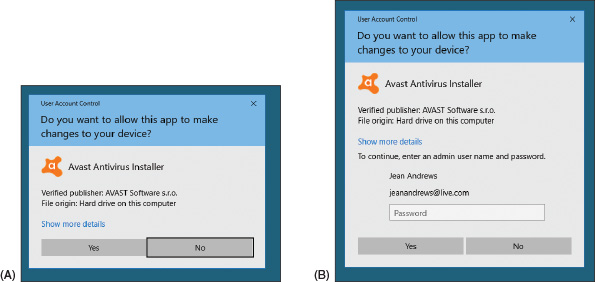 (A)
User Account Control
Do you want to allow this app to make
changes to your device?
Avast Antivirus Installer
Verified publisher: AVAST Software s.r.o.
File origin: Hard drive on this computer
Show more details
Yes
No
(B)
User Account Control
Do you want to allow this app to make
changes to your device?
Avast Antivirus Installer
Verified publisher: AVAST Software s.r.o.
File origin: Hard drive on this computer
Show more details
To continue, enter an admin user name and password.
Jean Andrews
jeanandrews@live.com
Password
Yes
No